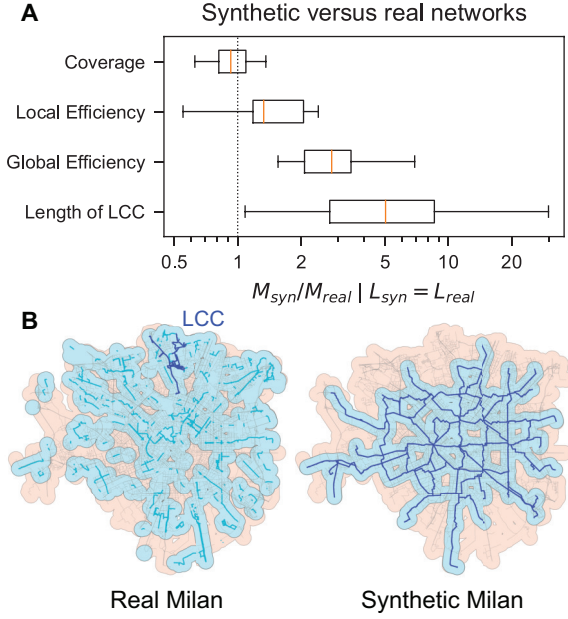 A Synthetic versus real networks
Coverage
Local Efficiency
Global Efficiency
Length of LCC
0.5 1 2 5 10 20
M_syn/M_real | L_syn = L_real
B
LCC
Real Milan Synthetic Milan